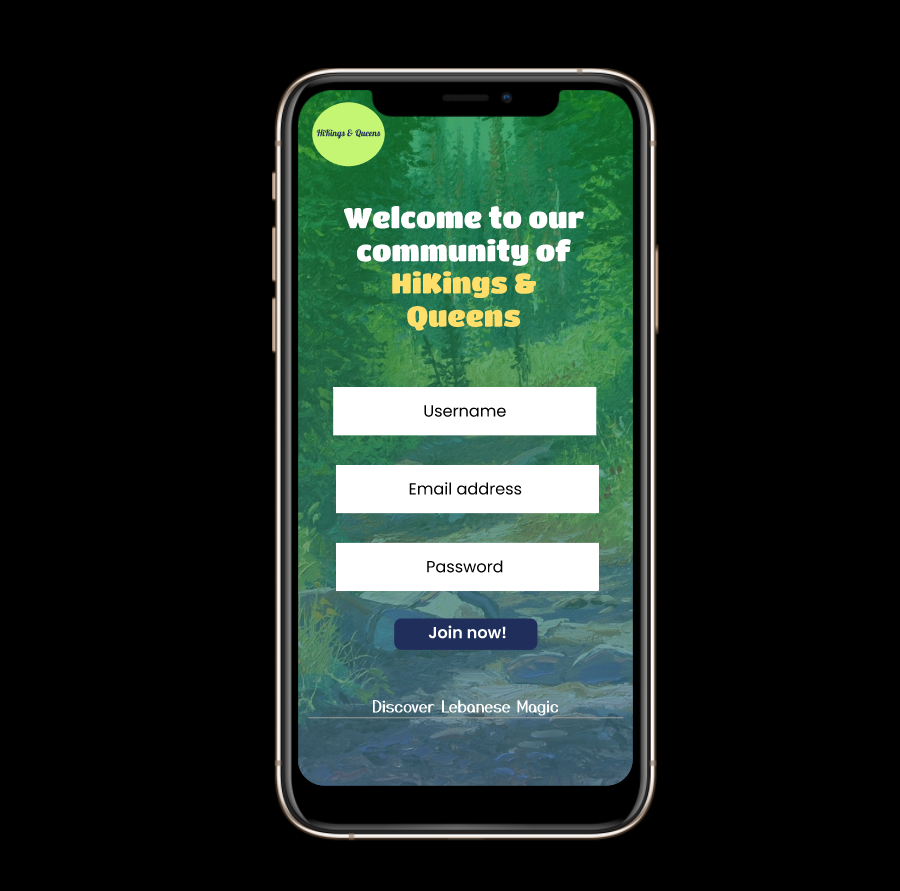 HiKings & Queens
Welcome to our
community of
HiKings &
Queens
Username
Email address
Password
Join now!
Discover Lebanese Magic